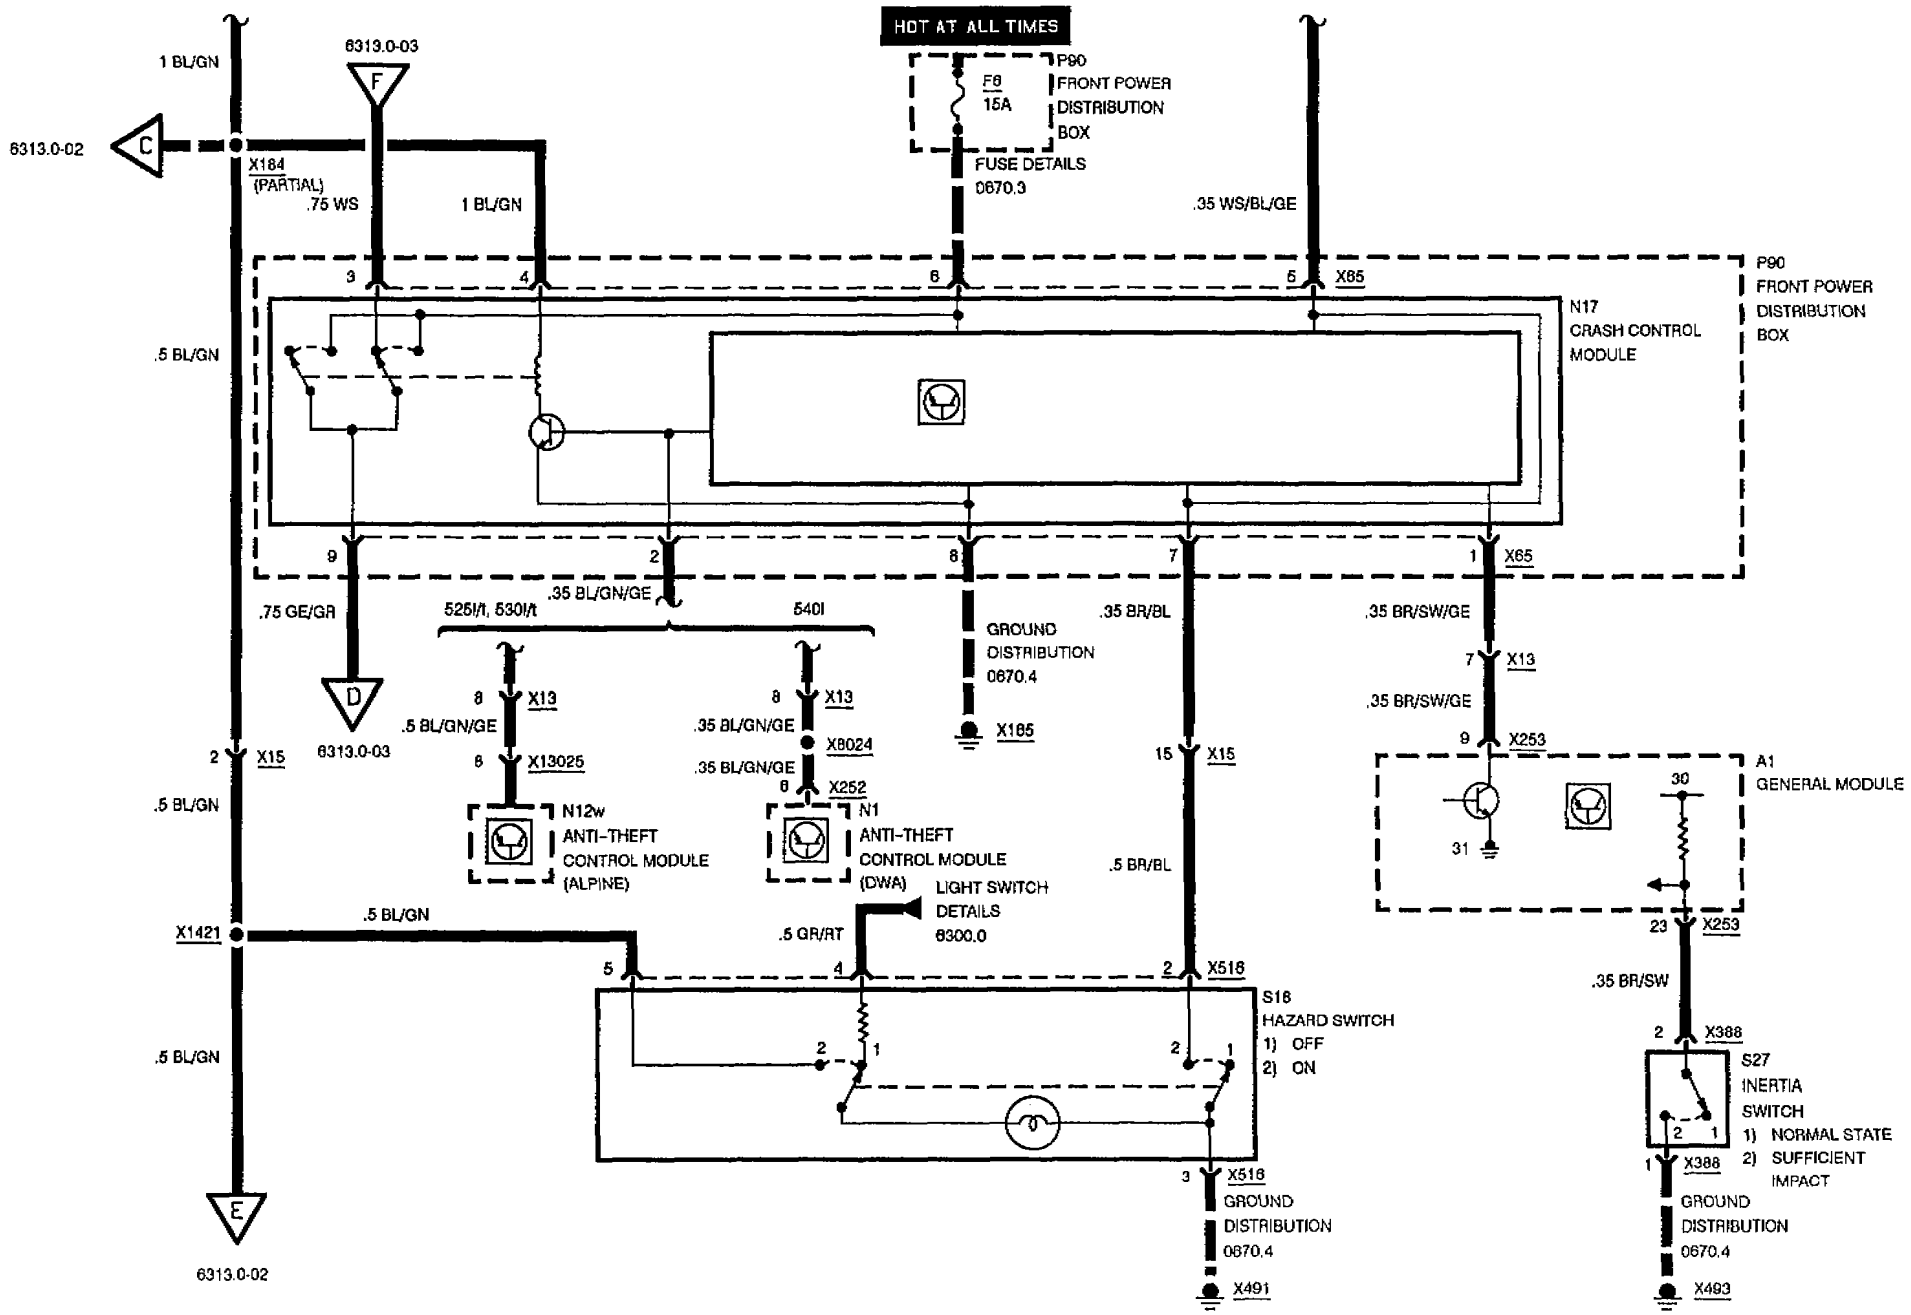 HOT AT ALL TIMES
1 BL/GN
6313.0-03
F
F6
15A
P90
FRONT POWER
DISTRIBUTION
BOX
6313.0-02
C
X184
(PARTIAL)
FUSE DETAILS
0670.3
.75 WS
1 BL/GN
.35 WS/BL/GE
3
4
6
5
X65
P90
FRONT POWER
DISTRIBUTION
BOX
N17
CRASH CONTROL
MODULE
.5 BL/GN
9
2
8
7
1
X65
.75 GE/GR
.35 BL/GN/GE
525I/t, 530I/t
540I
.35 BR/BL
.35 BR/SW/GE
GROUND
DISTRIBUTION
0670.4
7
X13
D
8
X13
8
X13
.35 BR/SW/GE
.5 BL/GN/GE
.35 BL/GN/GE
X165
6313.0-03
X8024
9
X253
2
X15
6
X13025
.35 BL/GN/GE
15
X15
A1
GENERAL MODULE
6
X252
30
.5 BL/GN
N12w
ANTI-THEFT
CONTROL MODULE
(ALPINE)
N1
ANTI-THEFT
CONTROL MODULE
(DWA)
31
.5 BR/BL
LIGHT SWITCH
DETAILS
6300.0
.5 BL/GN
X1421
.5 GR/RT
23
X253
5
4
2
X516
.35 BR/SW
S16
HAZARD SWITCH
1) OFF
2) ON
2
1
2
1
2
X388
.5 BL/GN
S27
INERTIA
SWITCH
1) NORMAL STATE
2) SUFFICIENT
IMPACT
2
1
1
X388
3
X516
E
GROUND
DISTRIBUTION
0670.4
GROUND
DISTRIBUTION
0670.4
6313.0-02
X491
X493